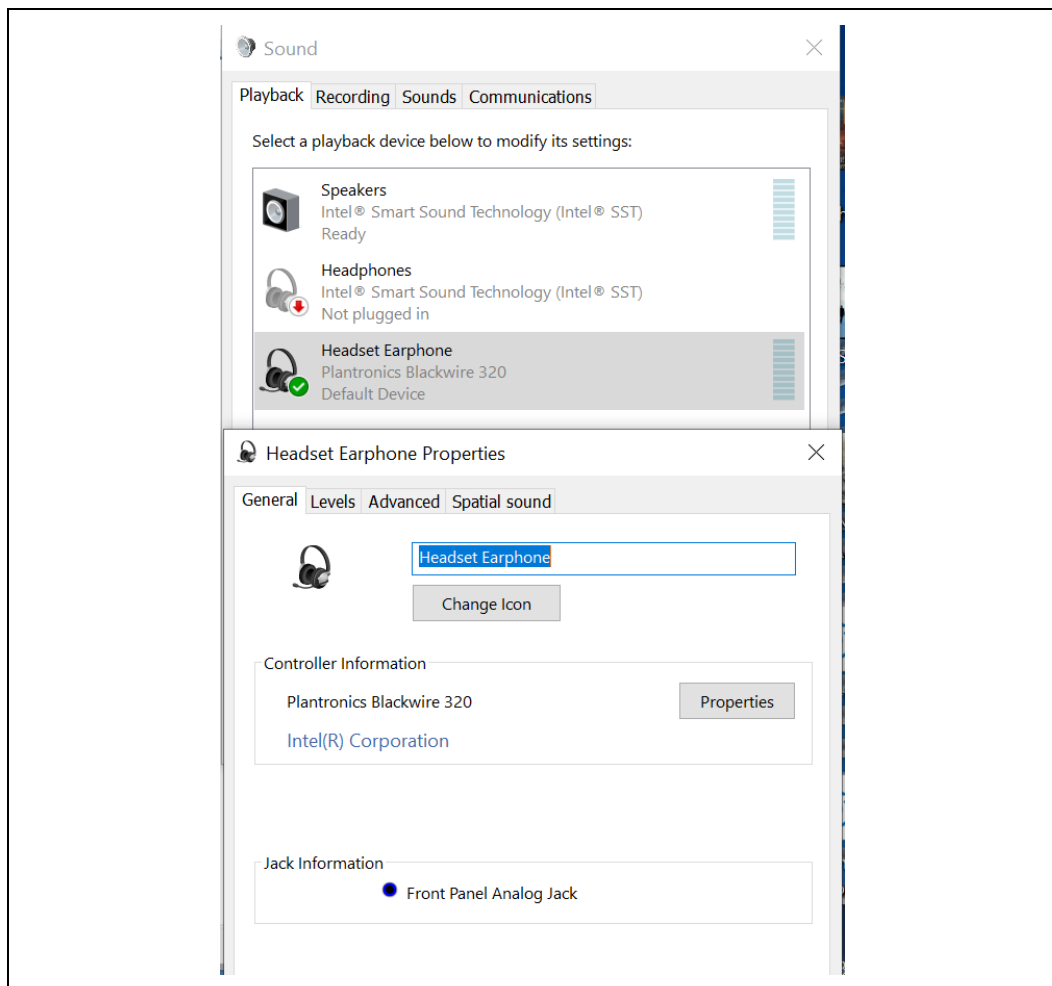 Sound
Playback Recording Sounds Communications
Select a playback device below to modify its settings:
Speakers
Intel® Smart Sound Technology (Intel® SST)
Ready
Headphones
Intel® Smart Sound Technology (Intel® SST)
Not plugged in
Headset Earphone
Plantronics Blackwire 320
Default Device
Headset Earphone Properties
General Levels Advanced Spatial sound
Headset Earphone
Change Icon
Controller Information
Plantronics Blackwire 320 Properties
Intel(R) Corporation
Jack Information
Front Panel Analog Jack